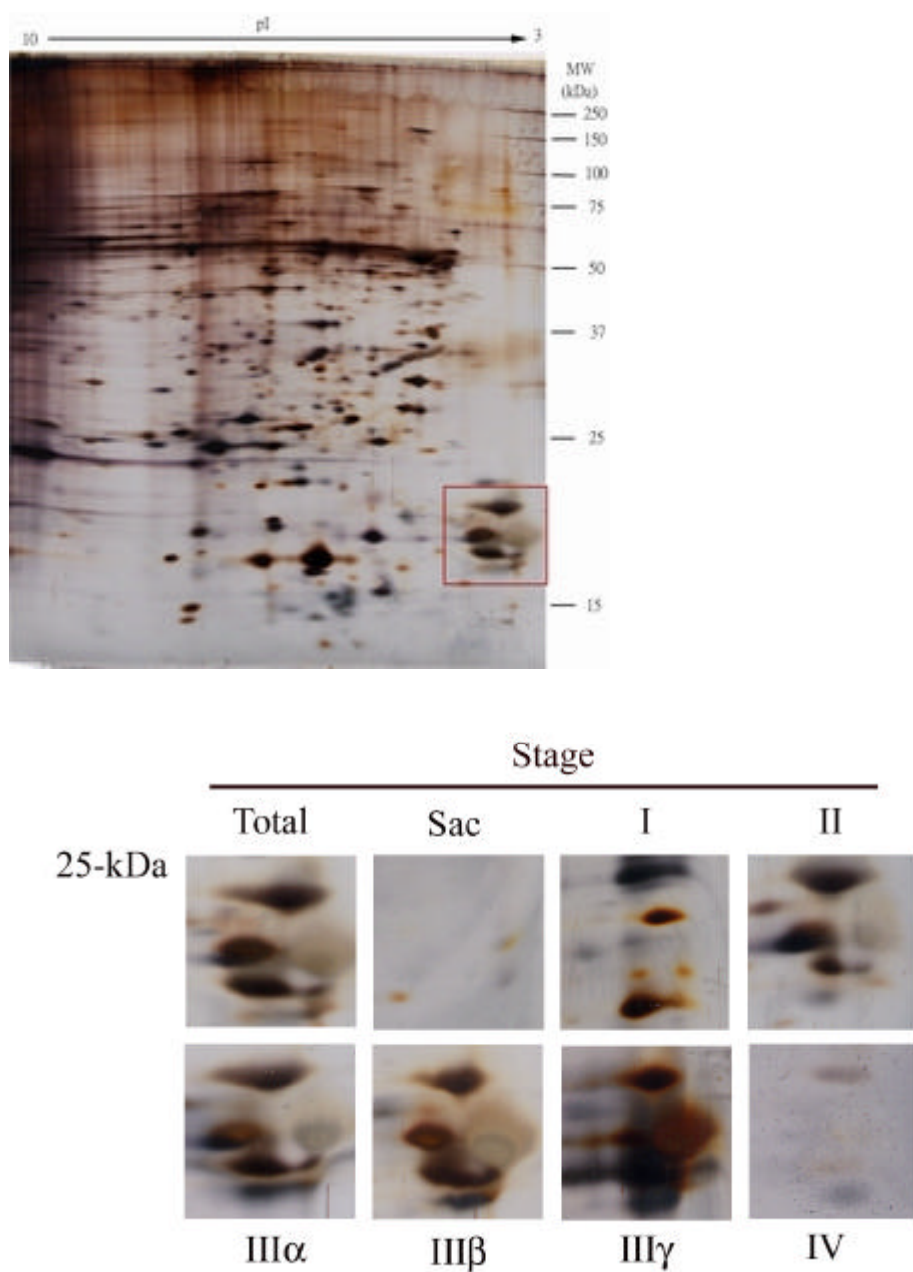 pI
10 3
MW
(kDa)
250
150
100
75
50
37
25
15
Stage
Total Sac I II
25-kDa
IIIα IIIβ IIIγ IV